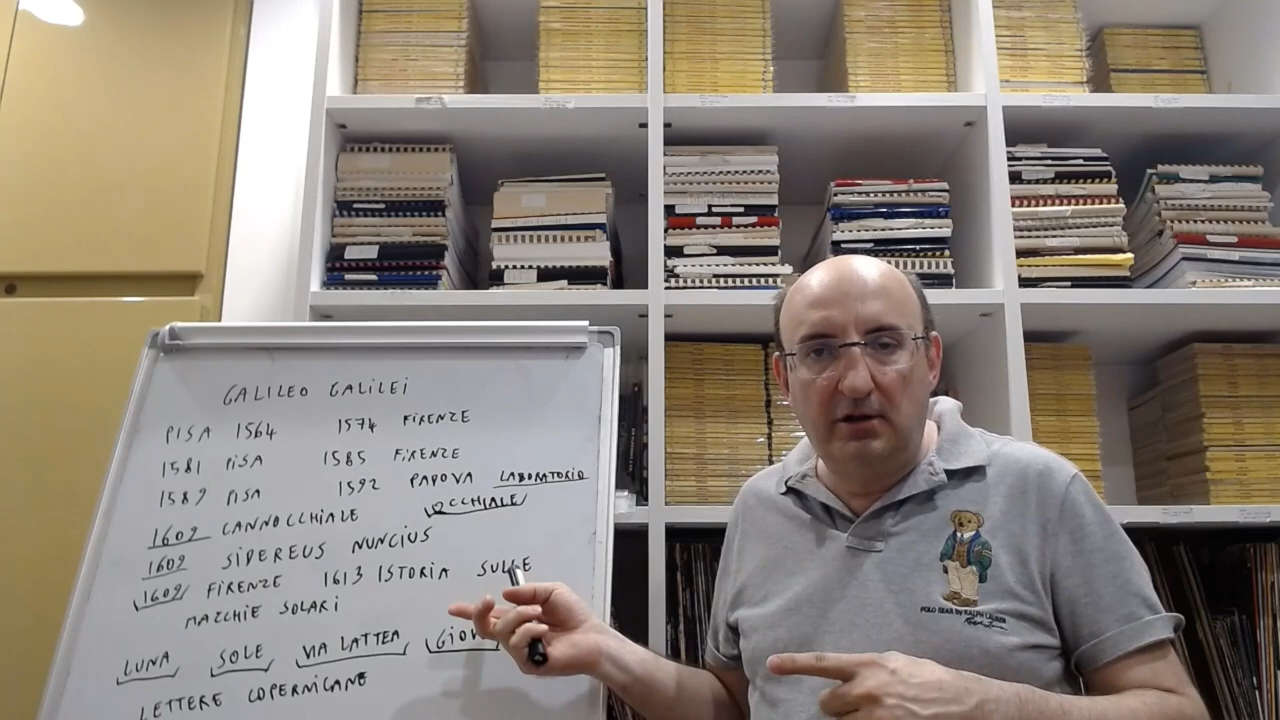 GALILEO GALILEI
PISA 1564 1574 FIRENZE
1581 PISA 1585 FIRENZE
1589 PISA 1592 PADOVA LABORATORIO
1609 CANNOCCHIALE OCCHIALE
1609 SIDEREUS NUNCIUS
1609 FIRENZE 1613 ISTORIA SULLE
MACCHIE SOLARI
LUNA SOLE VIA LATTEA
LETTERE COPERNICANE
POLO BEAR by RALPH LAUREN
Ralph Lauren